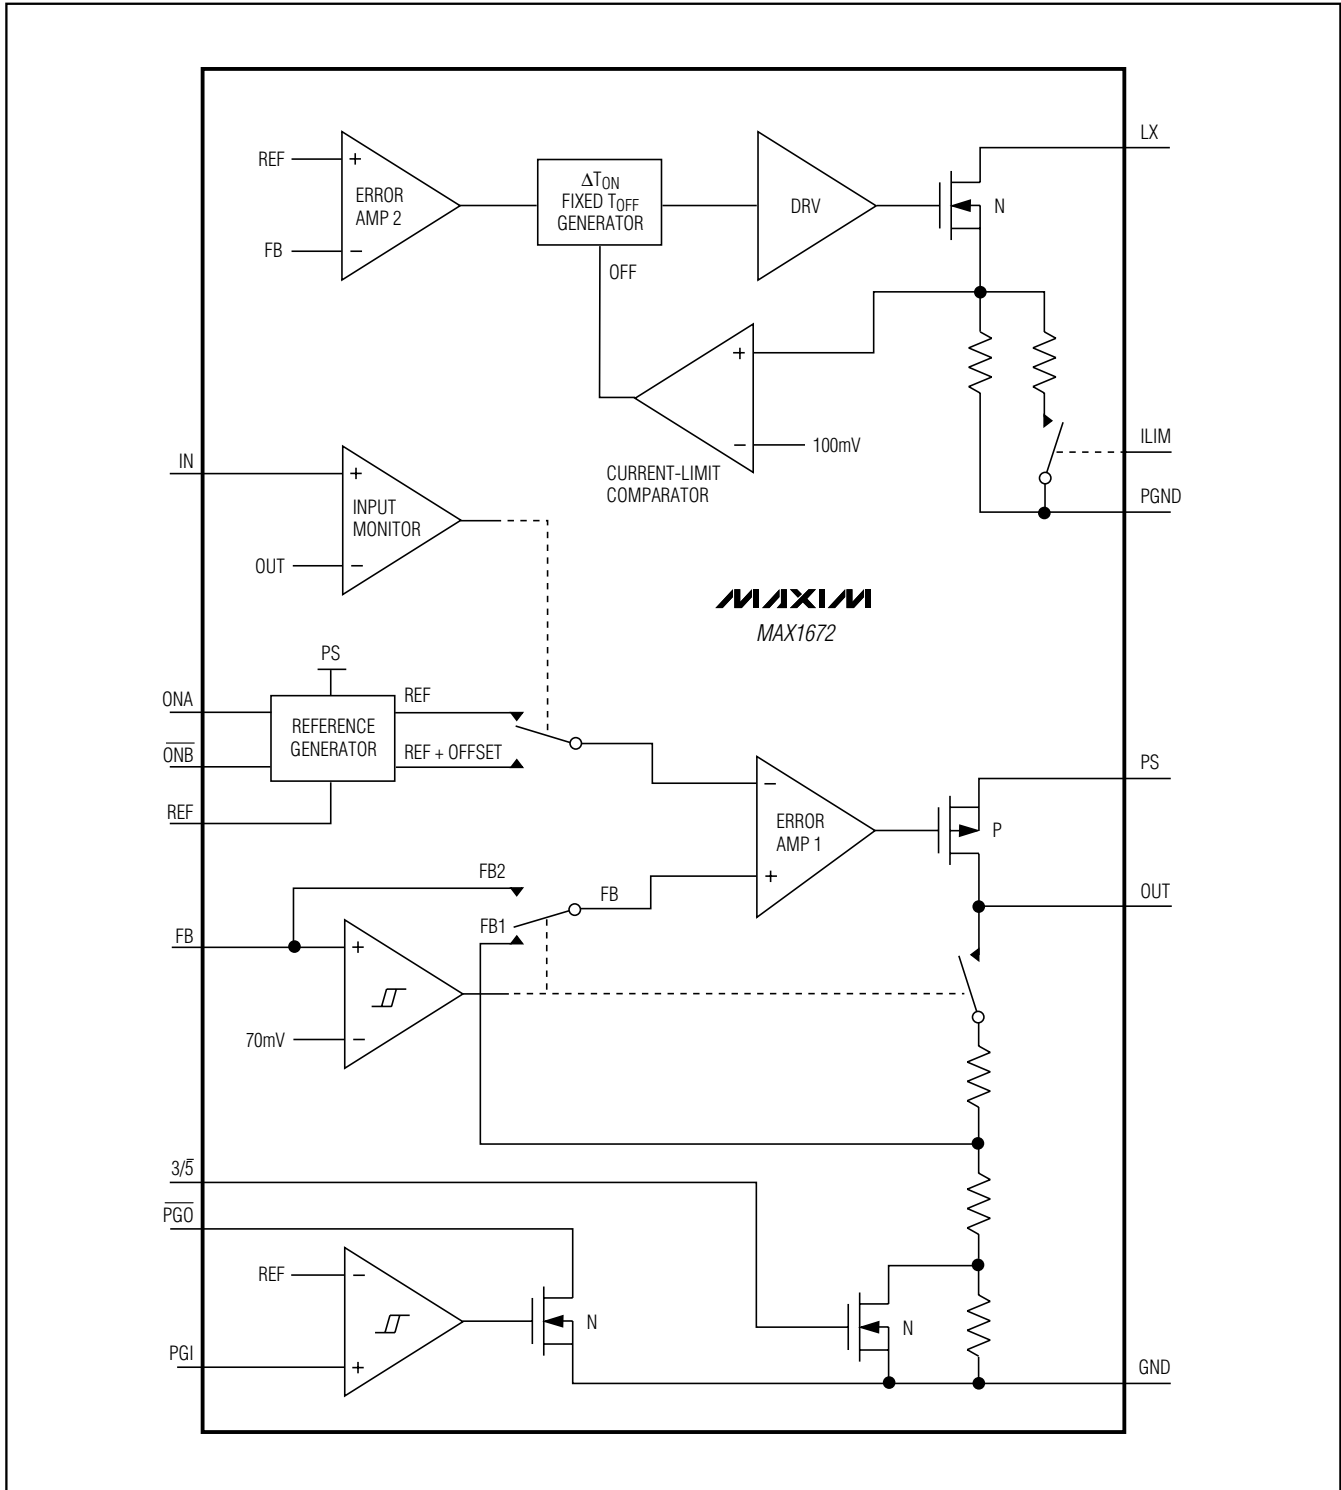 LX
REF
+
ERROR
AMP 2
FB
−
ΔTON
FIXED TOFF
GENERATOR
DRV
N
OFF
+
−
100mV
CURRENT-LIMIT
COMPARATOR
ILIM
PGND
IN
+
INPUT
MONITOR
OUT
−
MAXIM
MAX1672
PS
ONA
REF
REFERENCE
GENERATOR
ONB
REF + OFFSET
REF
PS
−
ERROR
AMP 1
+
P
OUT
FB2
FB
FB1
FB
+
70mV
−
3/5
PGO
REF
−
N
N
PGI
+
GND